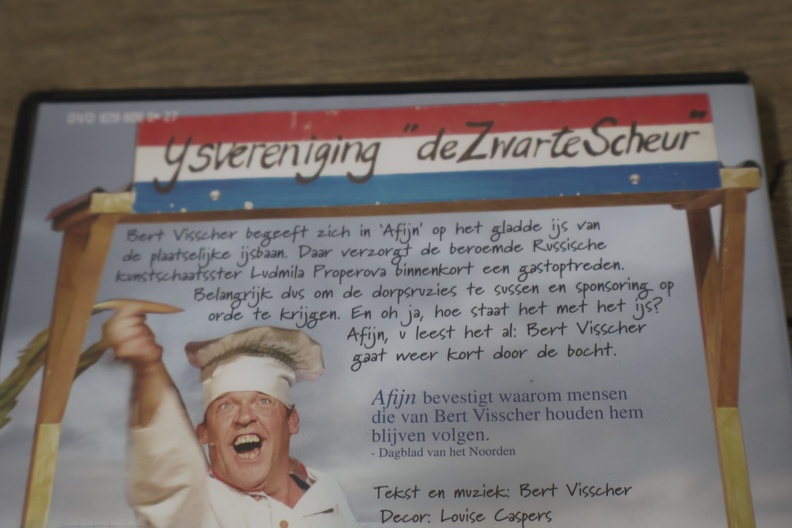 Ysvereniging "de Zwarte Scheur"
Bert Visscher begeeft zich in 'Afijn' op het gladde ijs van
de plaatselijke ijsbaan. Daar verzorgt de beroemde Russische
kunstschaatsster Ludmila Properova binnenkort een gastoptreden.
Belangrijk dus om de dorpsruzies te sussen en sponsoring op
orde te krijgen. En oh ja, hoe staat het met het ijs?
Afijn, u leest het al: Bert Visscher
gaat weer kort door de bocht.
Afijn bevestigt waarom mensen
die van Bert Visscher houden hem
blijven volgen.
- Dagblad van het Noorden
Tekst en muziek: Bert Visscher
Decor: Louise Caspers